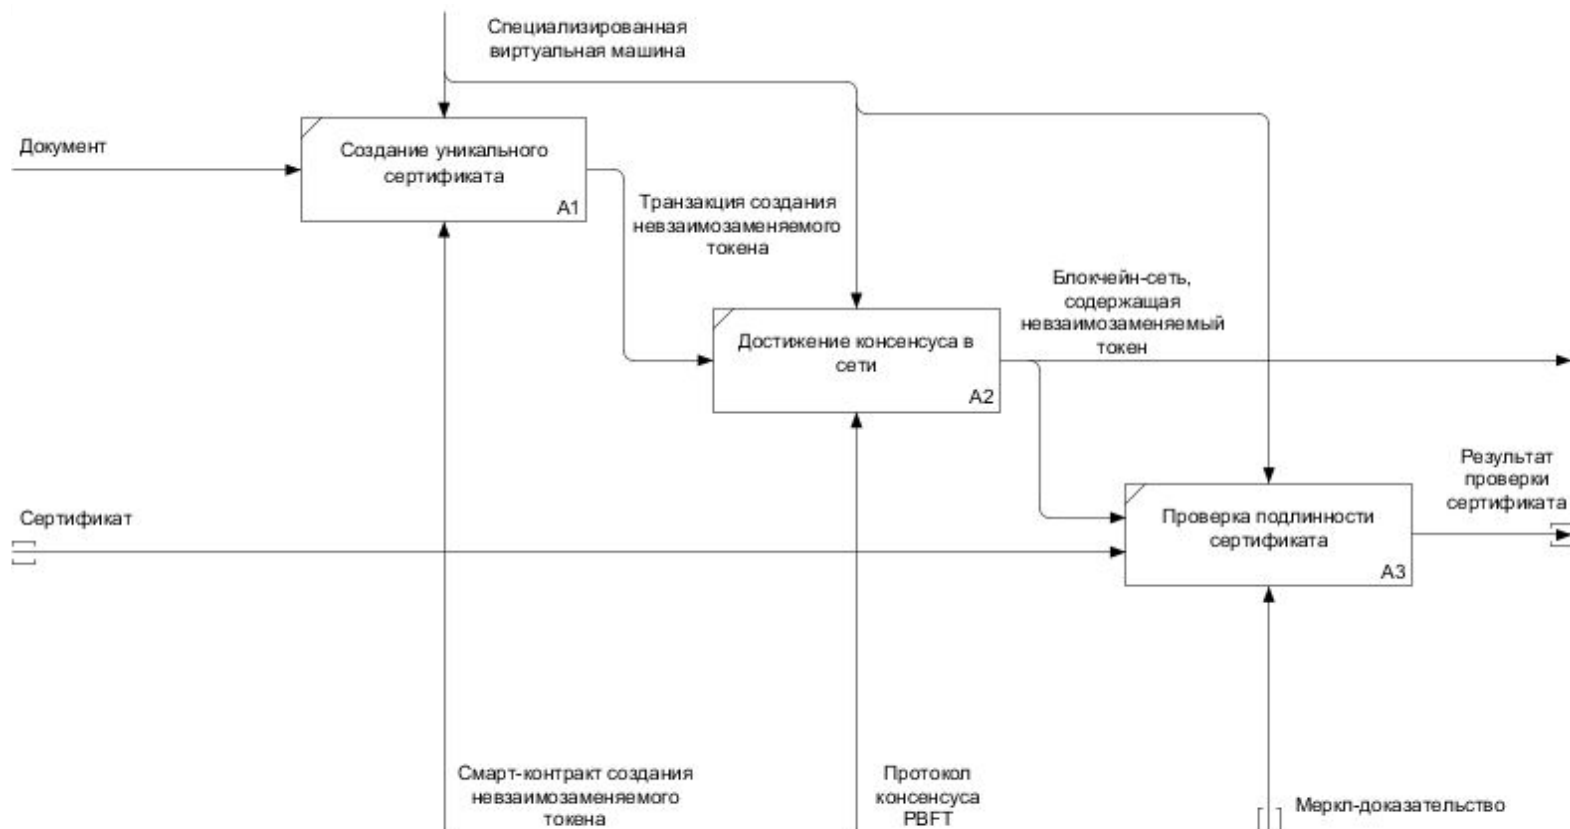 Специализированная
виртуальная машина
Документ
Создание уникального
сертификата
A1
Транзакция создания
невзаимозаменяемого
токена
Блокчейн-сеть,
содержащая
невзаимозаменяемый
токен
Достижение консенсуса в
сети
A2
Результат
проверки
сертификата
Сертификат
Проверка подлинности
сертификата
A3
Смарт-контракт создания
невзаимозаменяемого
токена
Протокол
консенсуса
PBFT
Меркл-доказательство